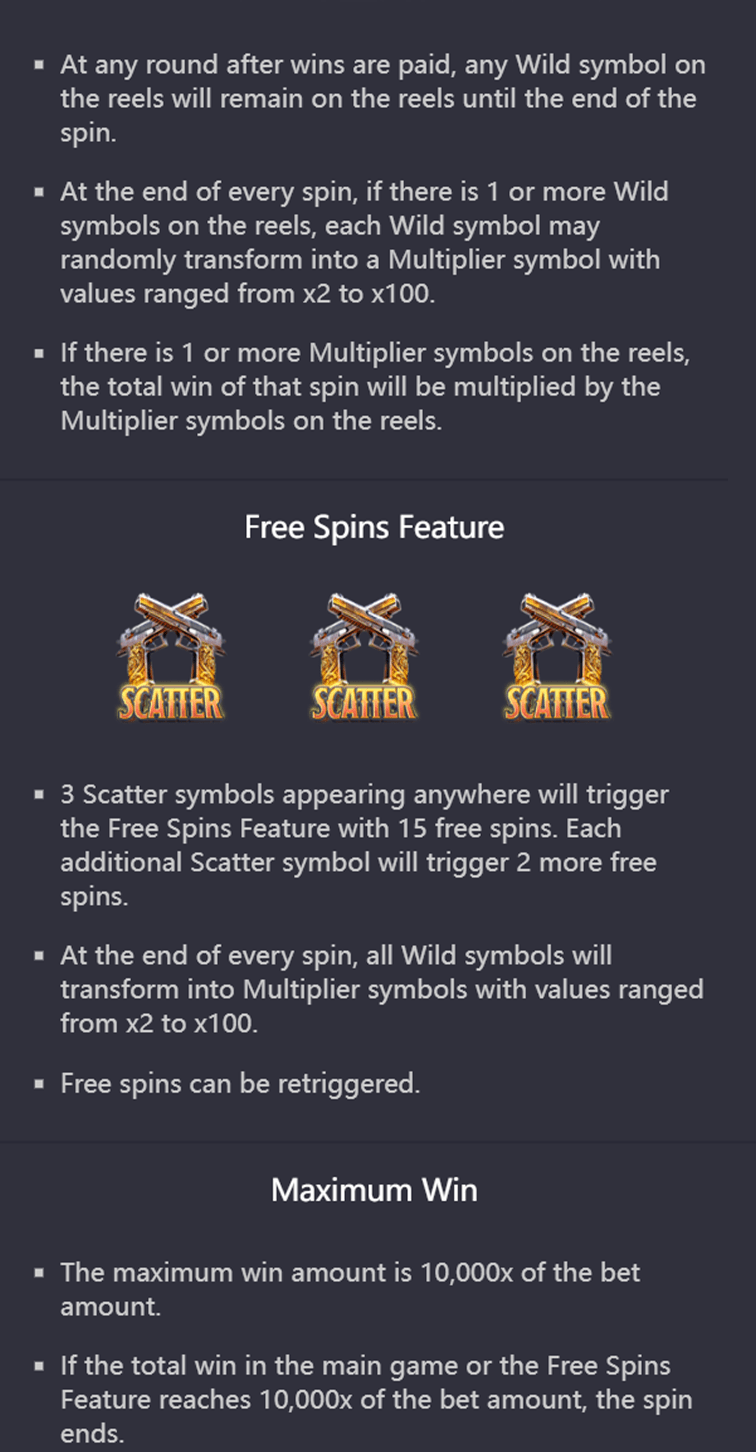 ▪ At any round after wins are paid, any Wild symbol on
the reels will remain on the reels until the end of the
spin.
▪ At the end of every spin, if there is 1 or more Wild
symbols on the reels, each Wild symbol may
randomly transform into a Multiplier symbol with
values ranged from x2 to x100.
▪ If there is 1 or more Multiplier symbols on the reels,
the total win of that spin will be multiplied by the
Multiplier symbols on the reels.
Free Spins Feature
SCATTER SCATTER SCATTER
▪ 3 Scatter symbols appearing anywhere will trigger
the Free Spins Feature with 15 free spins. Each
additional Scatter symbol will trigger 2 more free
spins.
▪ At the end of every spin, all Wild symbols will
transform into Multiplier symbols with values ranged
from x2 to x100.
▪ Free spins can be retriggered.
Maximum Win
▪ The maximum win amount is 10,000x of the bet
amount.
▪ If the total win in the main game or the Free Spins
Feature reaches 10,000x of the bet amount, the spin
ends.